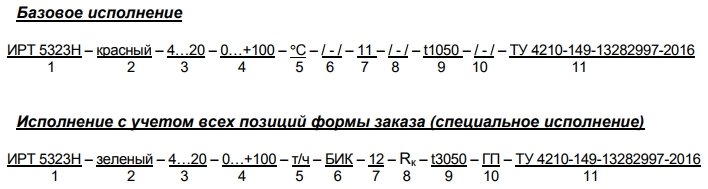 Базовое исполнение
ИРТ 5323Н – красный – 4…20 – 0…+100 – °С – / - / – 11 – / - / – t1050 – / - / – ТУ 4210-149-13282997-2016
1 2 3 4 5 6 7 8 9 10 11
Исполнение с учетом всех позиций формы заказа (специальное исполнение)
ИРТ 5323Н – зеленый – 4…20 – 0…+100 – т/ч – БИК – 12 – Rк – t3050 – ГП – ТУ 4210-149-13282997-2016
1 2 3 4 5 6 7 8 9 10 11